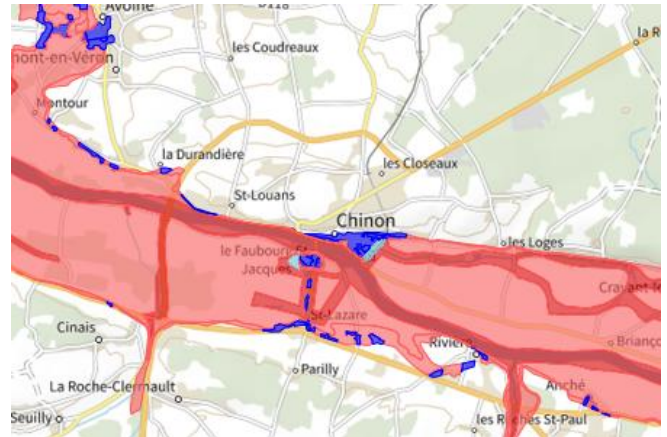 Avoine
D118
les Coudreaux
la R
mont-en-Véron
Montour
la Durandière
les Closeaux
St-Louans
Chinon
le Faubourg St-
Jacques
les Loges
Cravant-le
St-Lazare
Cinais
Brianço
Rivière
Parilly
La Roche-Clermault
Anché
Seuilly
les Roches St-Paul